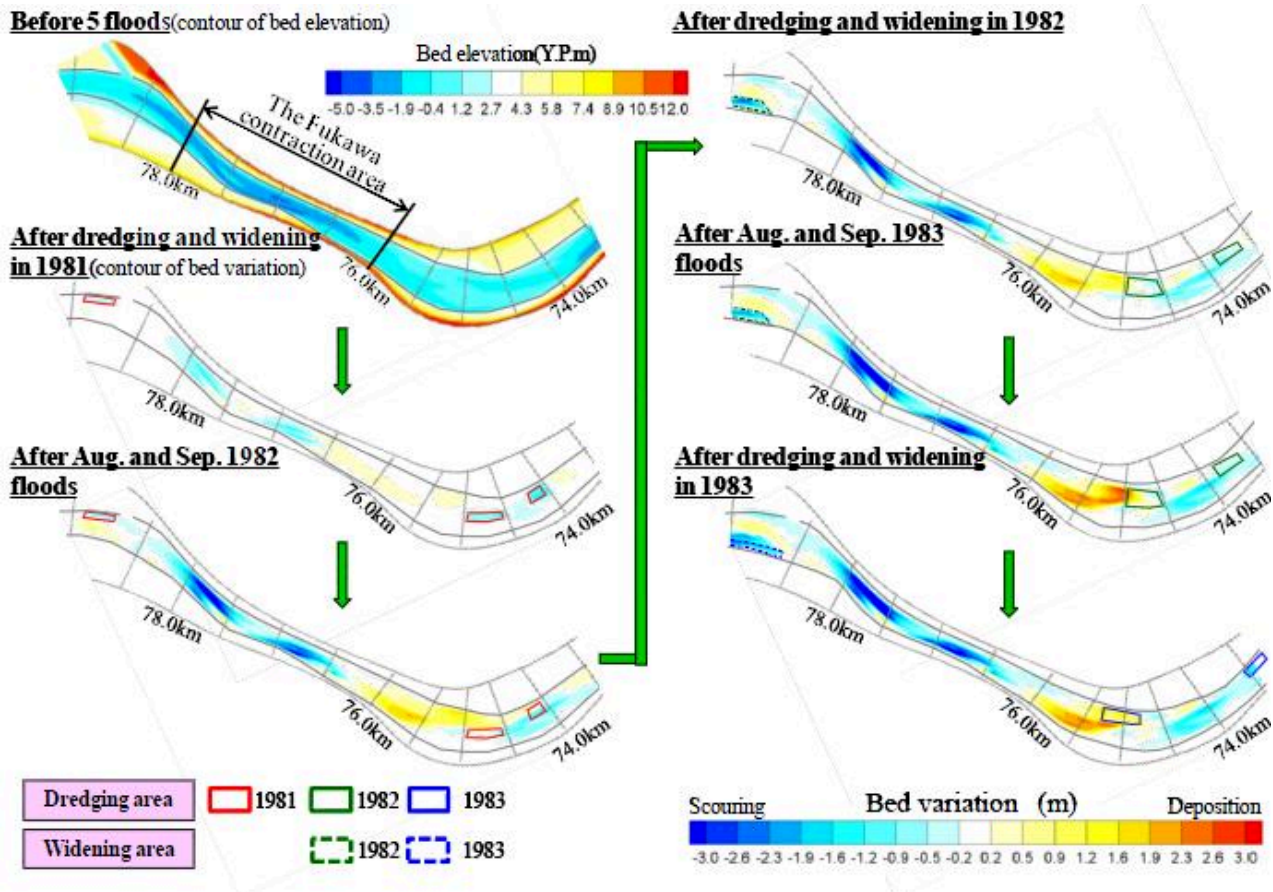 Before 5 floods(contour of bed elevation)
Bed elevation(Y.P.m)
-5.0 -3.5 -1.9 -0.4 1.2 2.7 4.3 5.8 7.4 8.9 10.5 12.0
The Fukawa
contraction area
78.0km
76.0km
74.0km
After dredging and widening
in 1981(contour of bed variation)
78.0km
76.0km
74.0km
After Aug. and Sep. 1982
floods
78.0km
76.0km
74.0km
After dredging and widening in 1982
78.0km
76.0km
74.0km
After Aug. and Sep. 1983
floods
78.0km
76.0km
74.0km
After dredging and widening
in 1983
78.0km
76.0km
74.0km
Dredging area 1981 1982 1983
Widening area 1982 1983
Scouring Bed variation (m) Deposition
-3.0 -2.6 -2.3 -1.9 -1.6 -1.2 -0.9 -0.5 -0.2 0.2 0.5 0.9 1.2 1.6 1.9 2.3 2.6 3.0